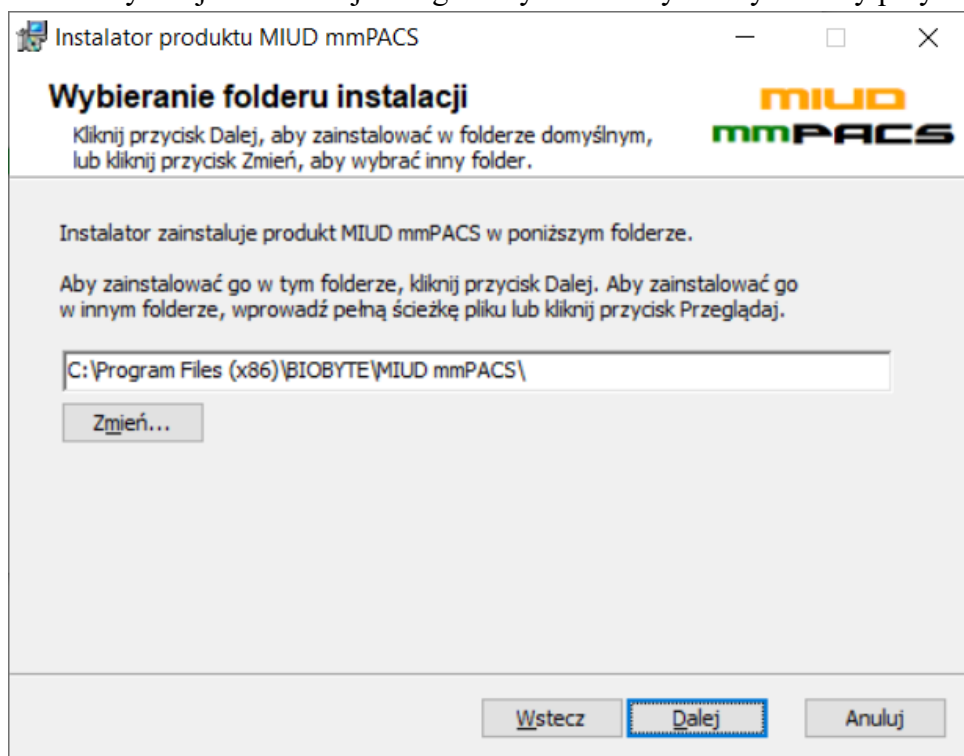 Instalator produktu MIUD mmPACS
Wybieranie folderu instalacji
Kliknij przycisk Dalej, aby zainstalować w folderze domyślnym,
lub kliknij przycisk Zmień, aby wybrać inny folder.
MIUD
mmPACS
Instalator zainstaluje produkt MIUD mmPACS w poniższym folderze.
Aby zainstalować go w tym folderze, kliknij przycisk Dalej. Aby zainstalować go
w innym folderze, wprowadź pełną ścieżkę pliku lub kliknij przycisk Przeglądaj.
C:\Program Files (x86)\BIOBYTE\MIUD mmPACS\
Zmień...
Wstecz
Dalej
Anuluj